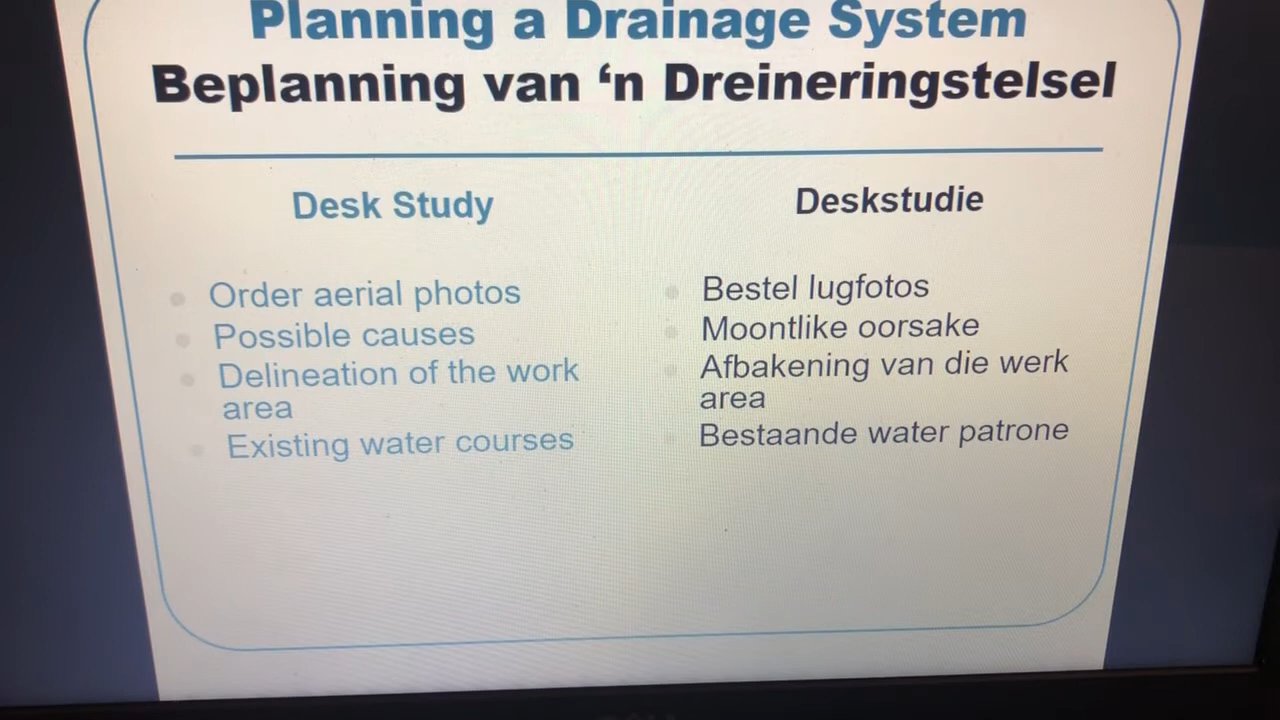 Planning a Drainage System
Beplanning van ‘n Dreineringstelsel
Desk Study
Order aerial photos
Possible causes
Delineation of the work
area
Existing water courses
Deskstudie
Bestel lugfotos
Moontlike oorsake
Afbakening van die werk
area
Bestaande water patrone